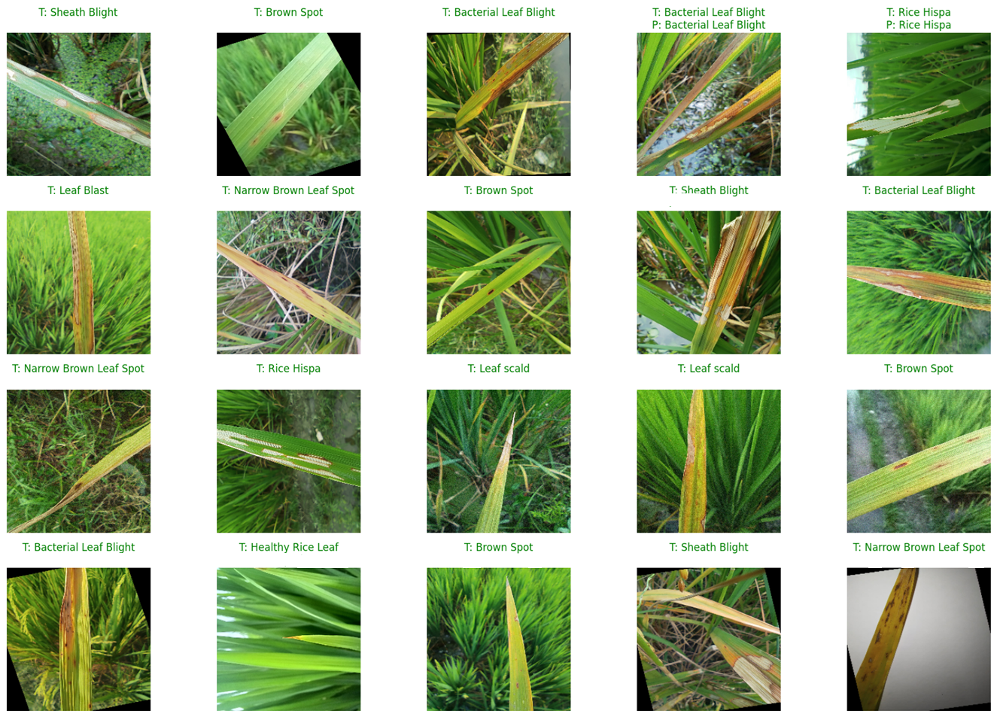 T: Sheath Blight
T: Brown Spot
T: Bacterial Leaf Blight
T: Bacterial Leaf Blight
P: Bacterial Leaf Blight
T: Rice Hispa
P: Rice Hispa
T: Leaf Blast
T: Narrow Brown Leaf Spot
T: Brown Spot
T: Sheath Blight
T: Bacterial Leaf Blight
T: Narrow Brown Leaf Spot
T: Rice Hispa
T: Leaf scald
T: Leaf scald
T: Brown Spot
T: Bacterial Leaf Blight
T: Healthy Rice Leaf
T: Brown Spot
T: Sheath Blight
T: Narrow Brown Leaf Spot